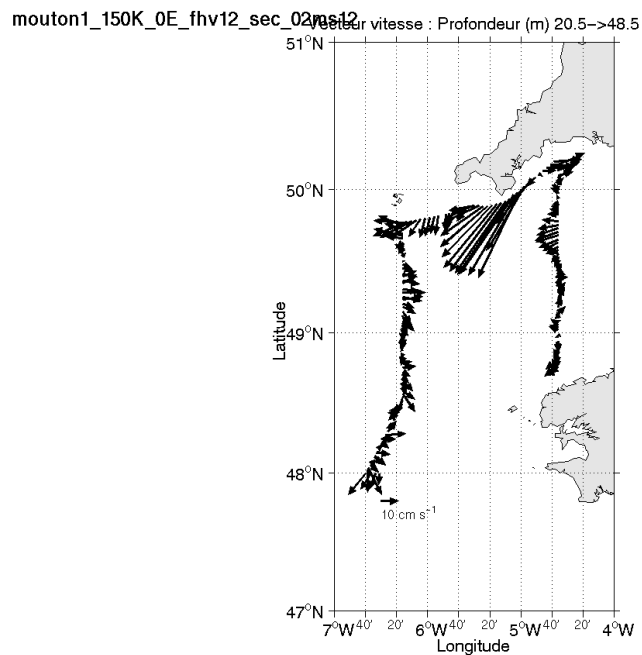 mouton1_150K_0E_fhv12_sec_02ms12
Vecteur vitesse : Profondeur (m) 20.5−>48.5
51°N
50°N
49°N
48°N
47°N
Latitude
10 cm s⁻¹
7°W 40' 20' 6°W 40' 20' 5°W 40' 20' 4°W
Longitude